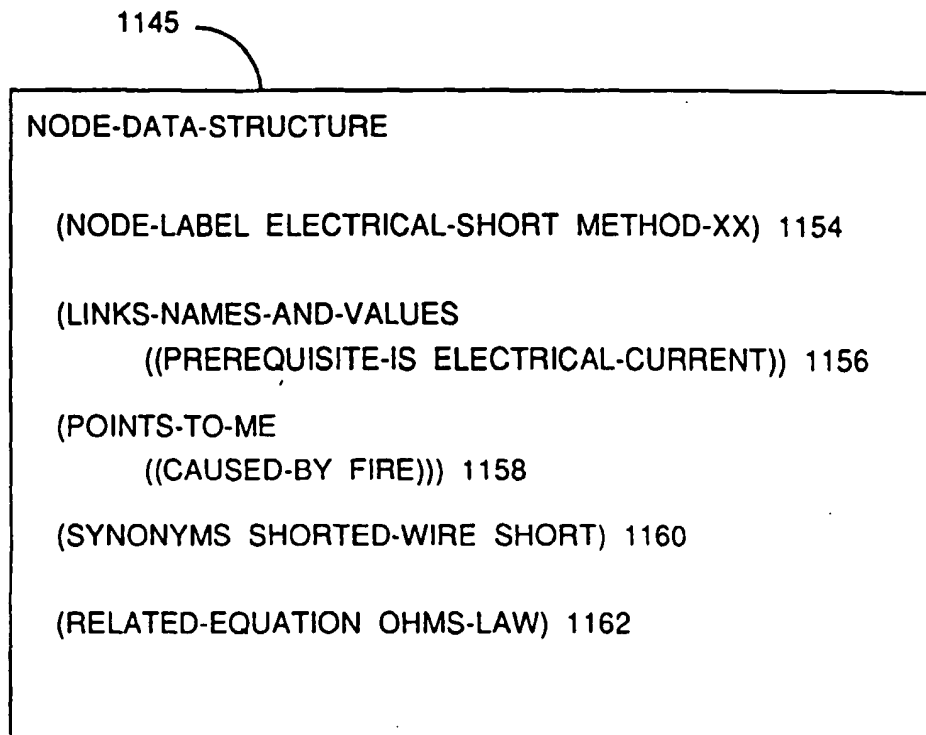 1145
NODE-DATA-STRUCTURE
(NODE-LABEL ELECTRICAL-SHORT METHOD-XX) 1154
(LINKS-NAMES-AND-VALUES
((PREREQUISITE-IS ELECTRICAL-CURRENT)) 1156
(POINTS-TO-ME
((CAUSED-BY FIRE))) 1158
(SYNONYMS SHORTED-WIRE SHORT) 1160
(RELATED-EQUATION OHMS-LAW) 1162